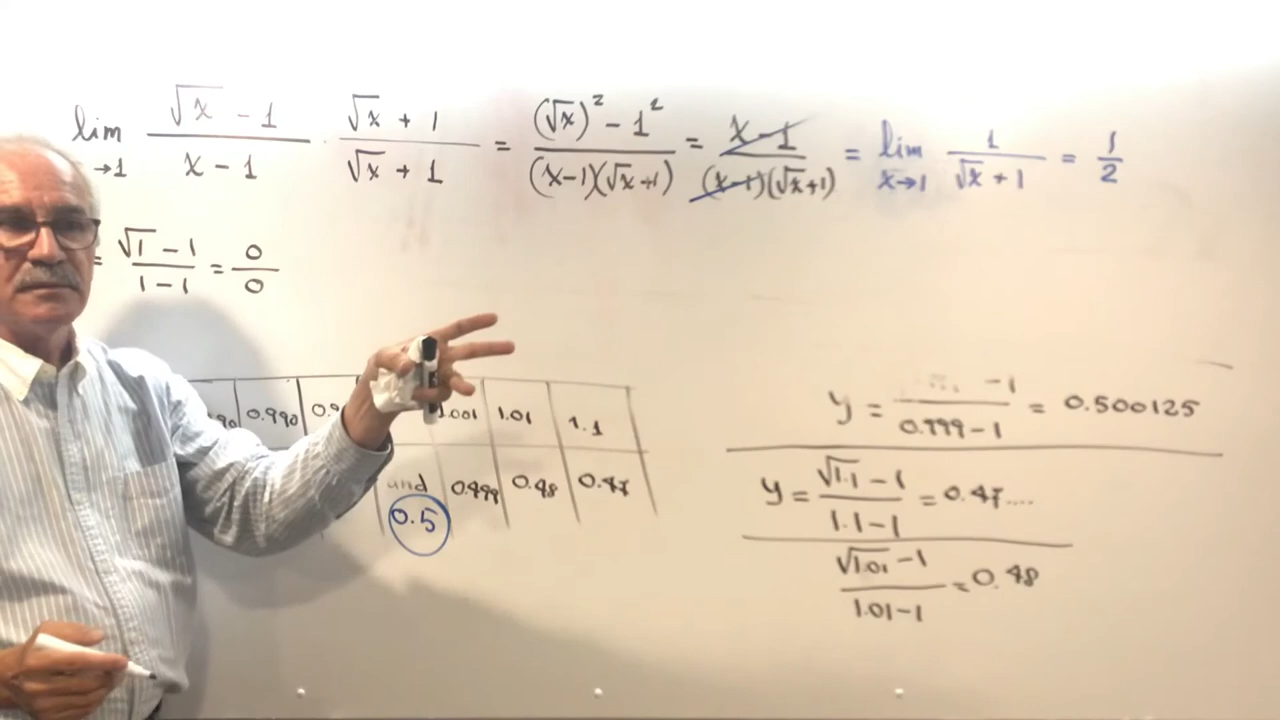 lim →1 (√x - 1)/(x - 1) · (√x + 1)/(√x + 1) = ((√x)² - 1²)/((x-1)(√x+1)) = (x-1)/((x-1)(√x+1)) = lim x→1 1/(√x + 1) = 1/2
= (√1 - 1)/(1 - 1) = 0/0
0.990 0.9 1.001 1.01 1.1
und 0.499 0.48 0.47
0.5
y = -1/(0.999-1) = 0.500125
y = (√1.1 - 1)/(1.1-1) = 0.47....
(√1.01 - 1)/(1.01-1) = 0.48